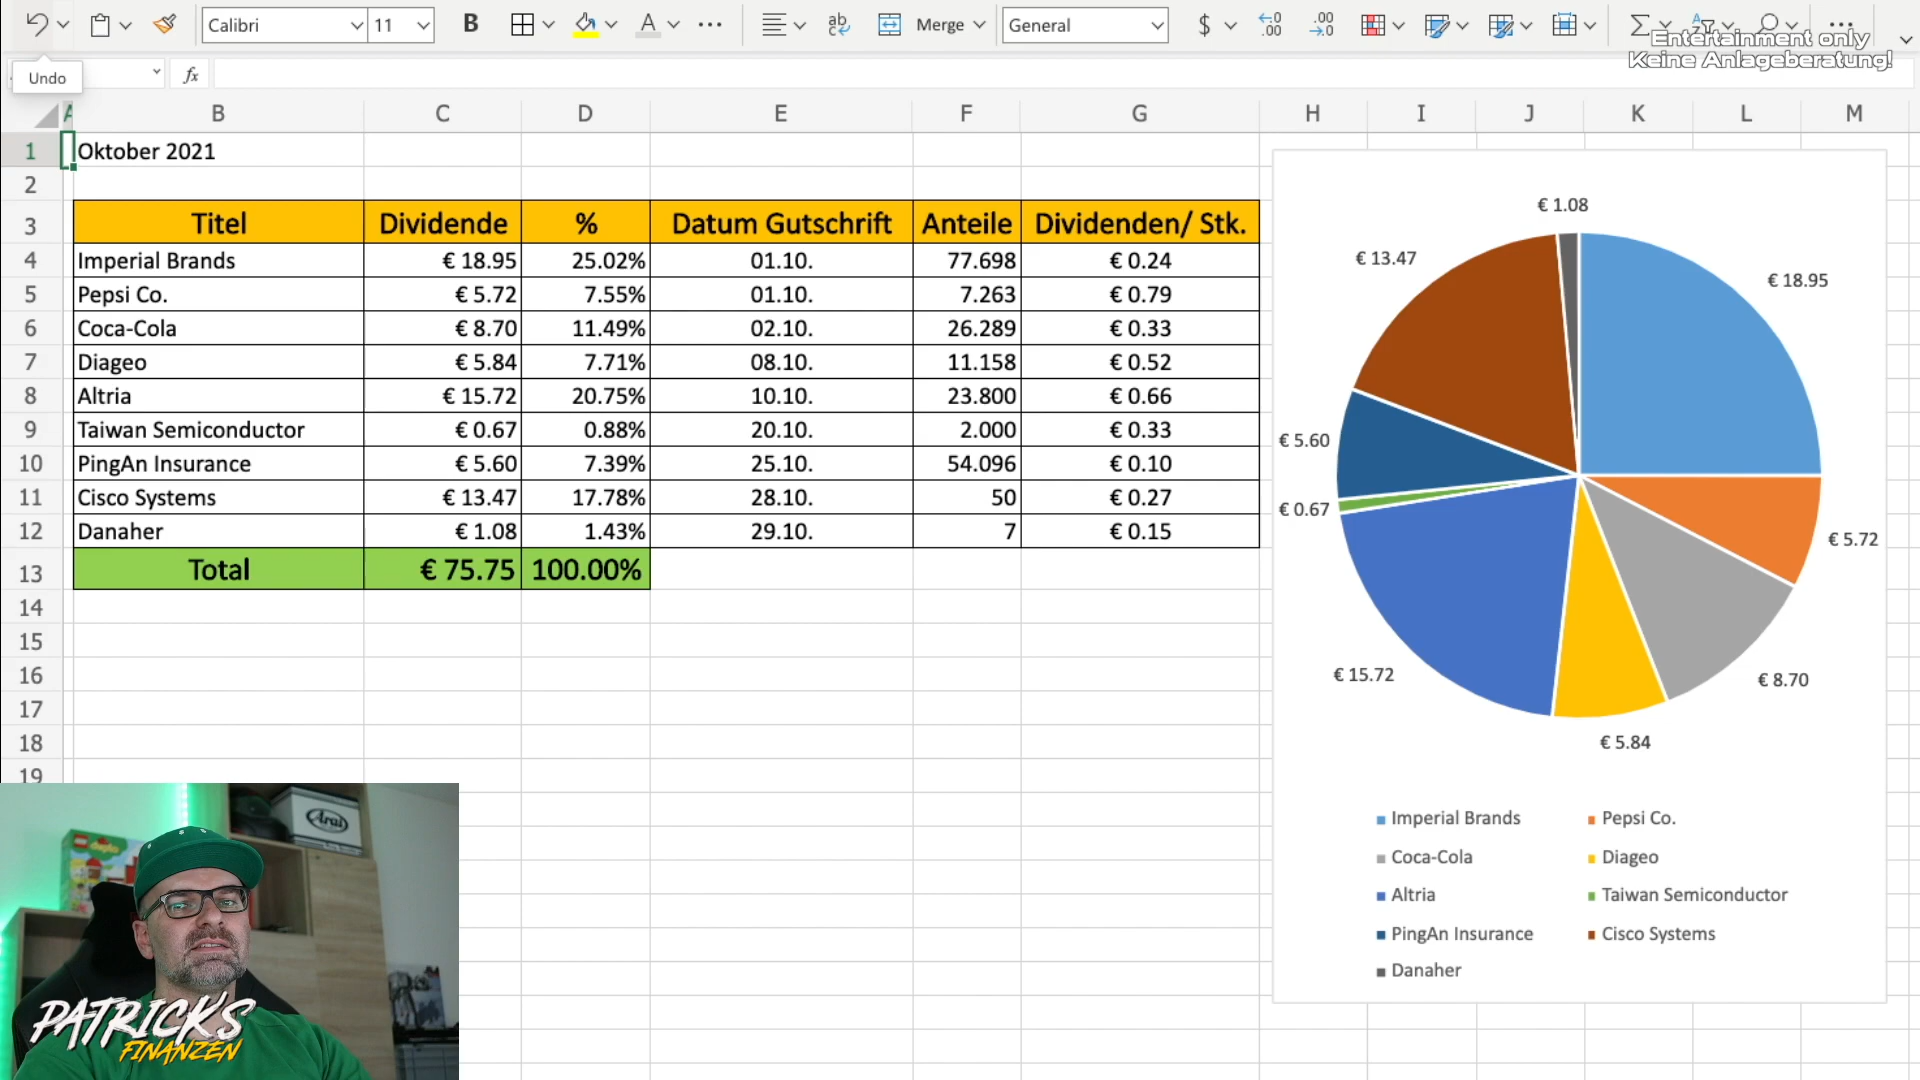 Calibri
11
B
ab
Merge
General
$
Entertainment only
Keine Anlageberatung!
Undo
fx
A B C D E F G H I J K L M
1 Oktober 2021
2
3 Titel Dividende % Datum Gutschrift Anteile Dividenden/ Stk.
4 Imperial Brands € 18.95 25.02% 01.10. 77.698 € 0.24
5 Pepsi Co. € 5.72 7.55% 01.10. 7.263 € 0.79
6 Coca-Cola € 8.70 11.49% 02.10. 26.289 € 0.33
7 Diageo € 5.84 7.71% 08.10. 11.158 € 0.52
8 Altria € 15.72 20.75% 10.10. 23.800 € 0.66
9 Taiwan Semiconductor € 0.67 0.88% 20.10. 2.000 € 0.33
10 PingAn Insurance € 5.60 7.39% 25.10. 54.096 € 0.10
11 Cisco Systems € 13.47 17.78% 28.10. 50 € 0.27
12 Danaher € 1.08 1.43% 29.10. 7 € 0.15
13 Total € 75.75 100.00%
14
15
16
17
18
19
€ 1.08
€ 13.47
€ 18.95
€ 5.60
€ 0.67
€ 5.72
€ 15.72
€ 8.70
€ 5.84
Imperial Brands Pepsi Co.
Coca-Cola Diageo
Altria Taiwan Semiconductor
PingAn Insurance Cisco Systems
Danaher
Arai
PATRICKS
FINANZEN